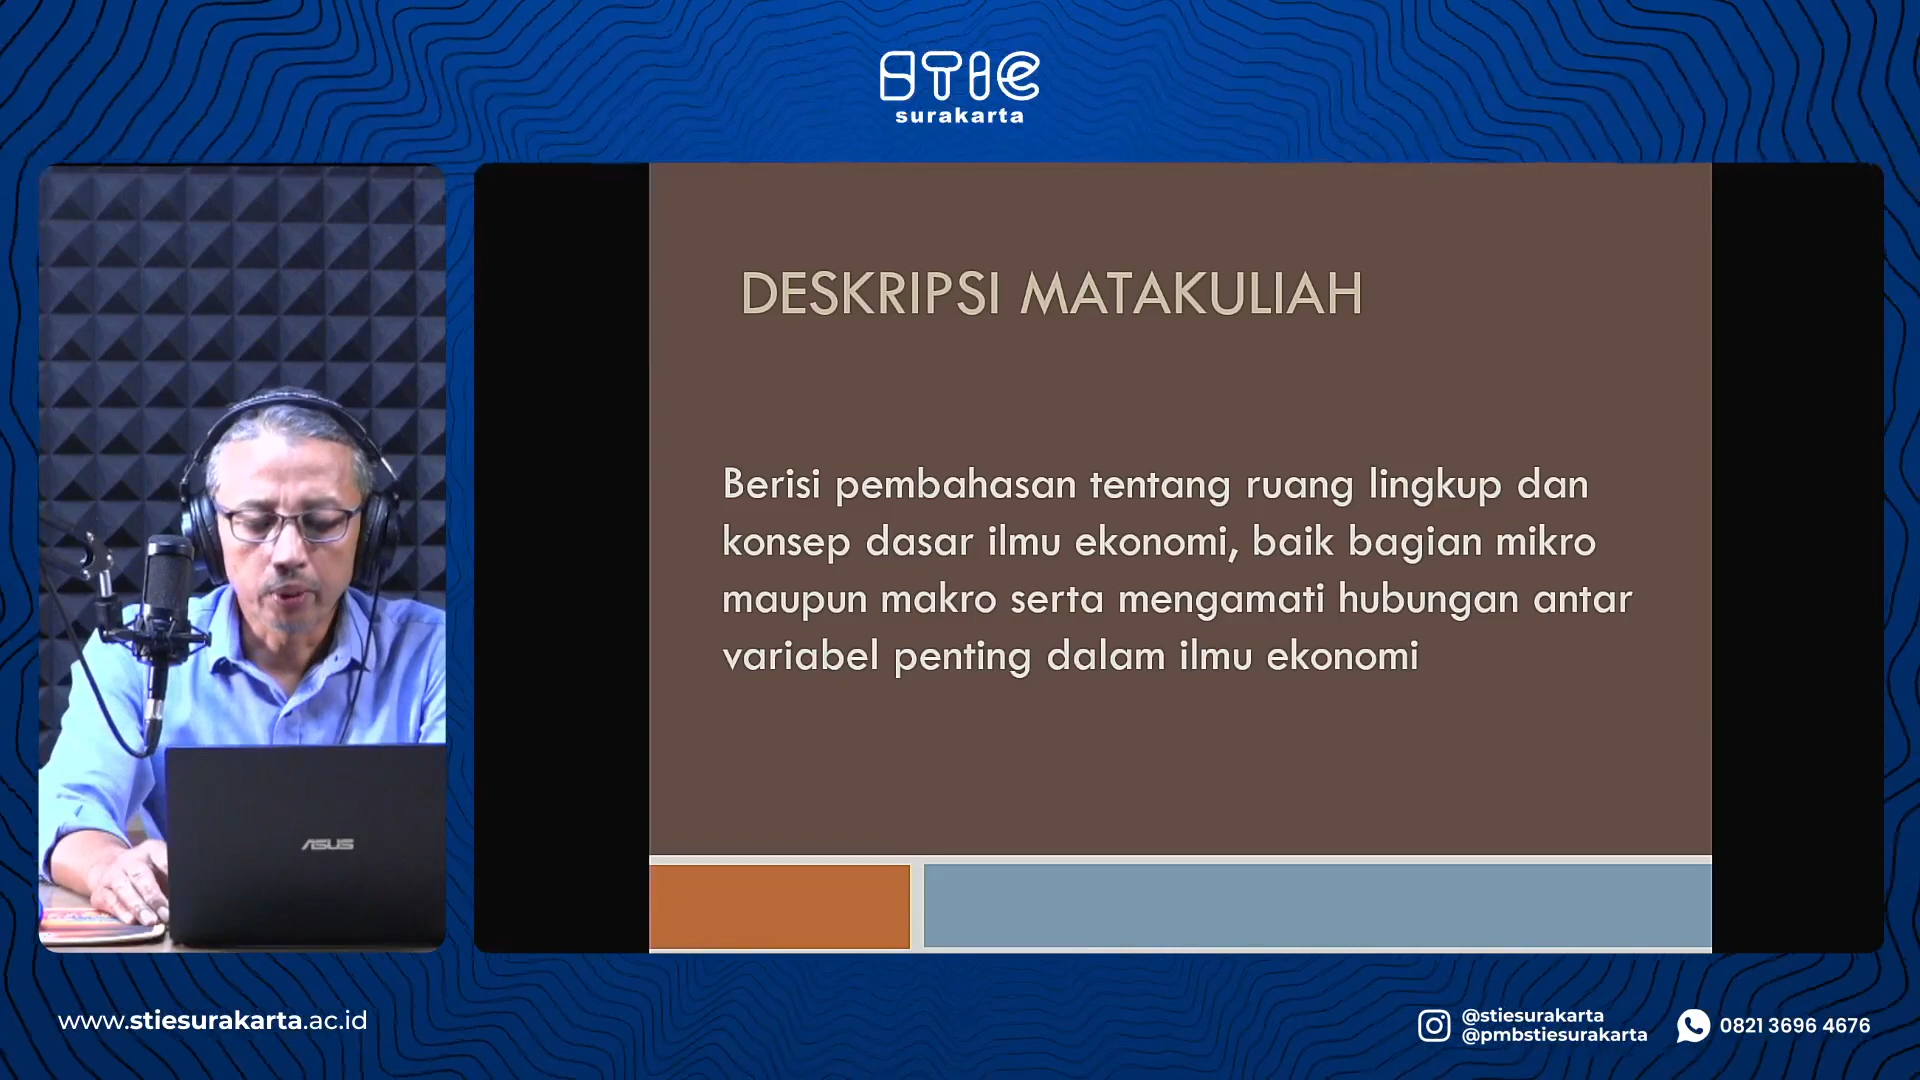 STIE
surakarta
DESKRIPSI MATAKULIAH
Berisi pembahasan tentang ruang lingkup dan
konsep dasar ilmu ekonomi, baik bagian mikro
maupun makro serta mengamati hubungan antar
variabel penting dalam ilmu ekonomi
ASUS
www.stiesurakarta.ac.id
@stiesurakarta
@pmbstiesurakarta
0821 3696 4676